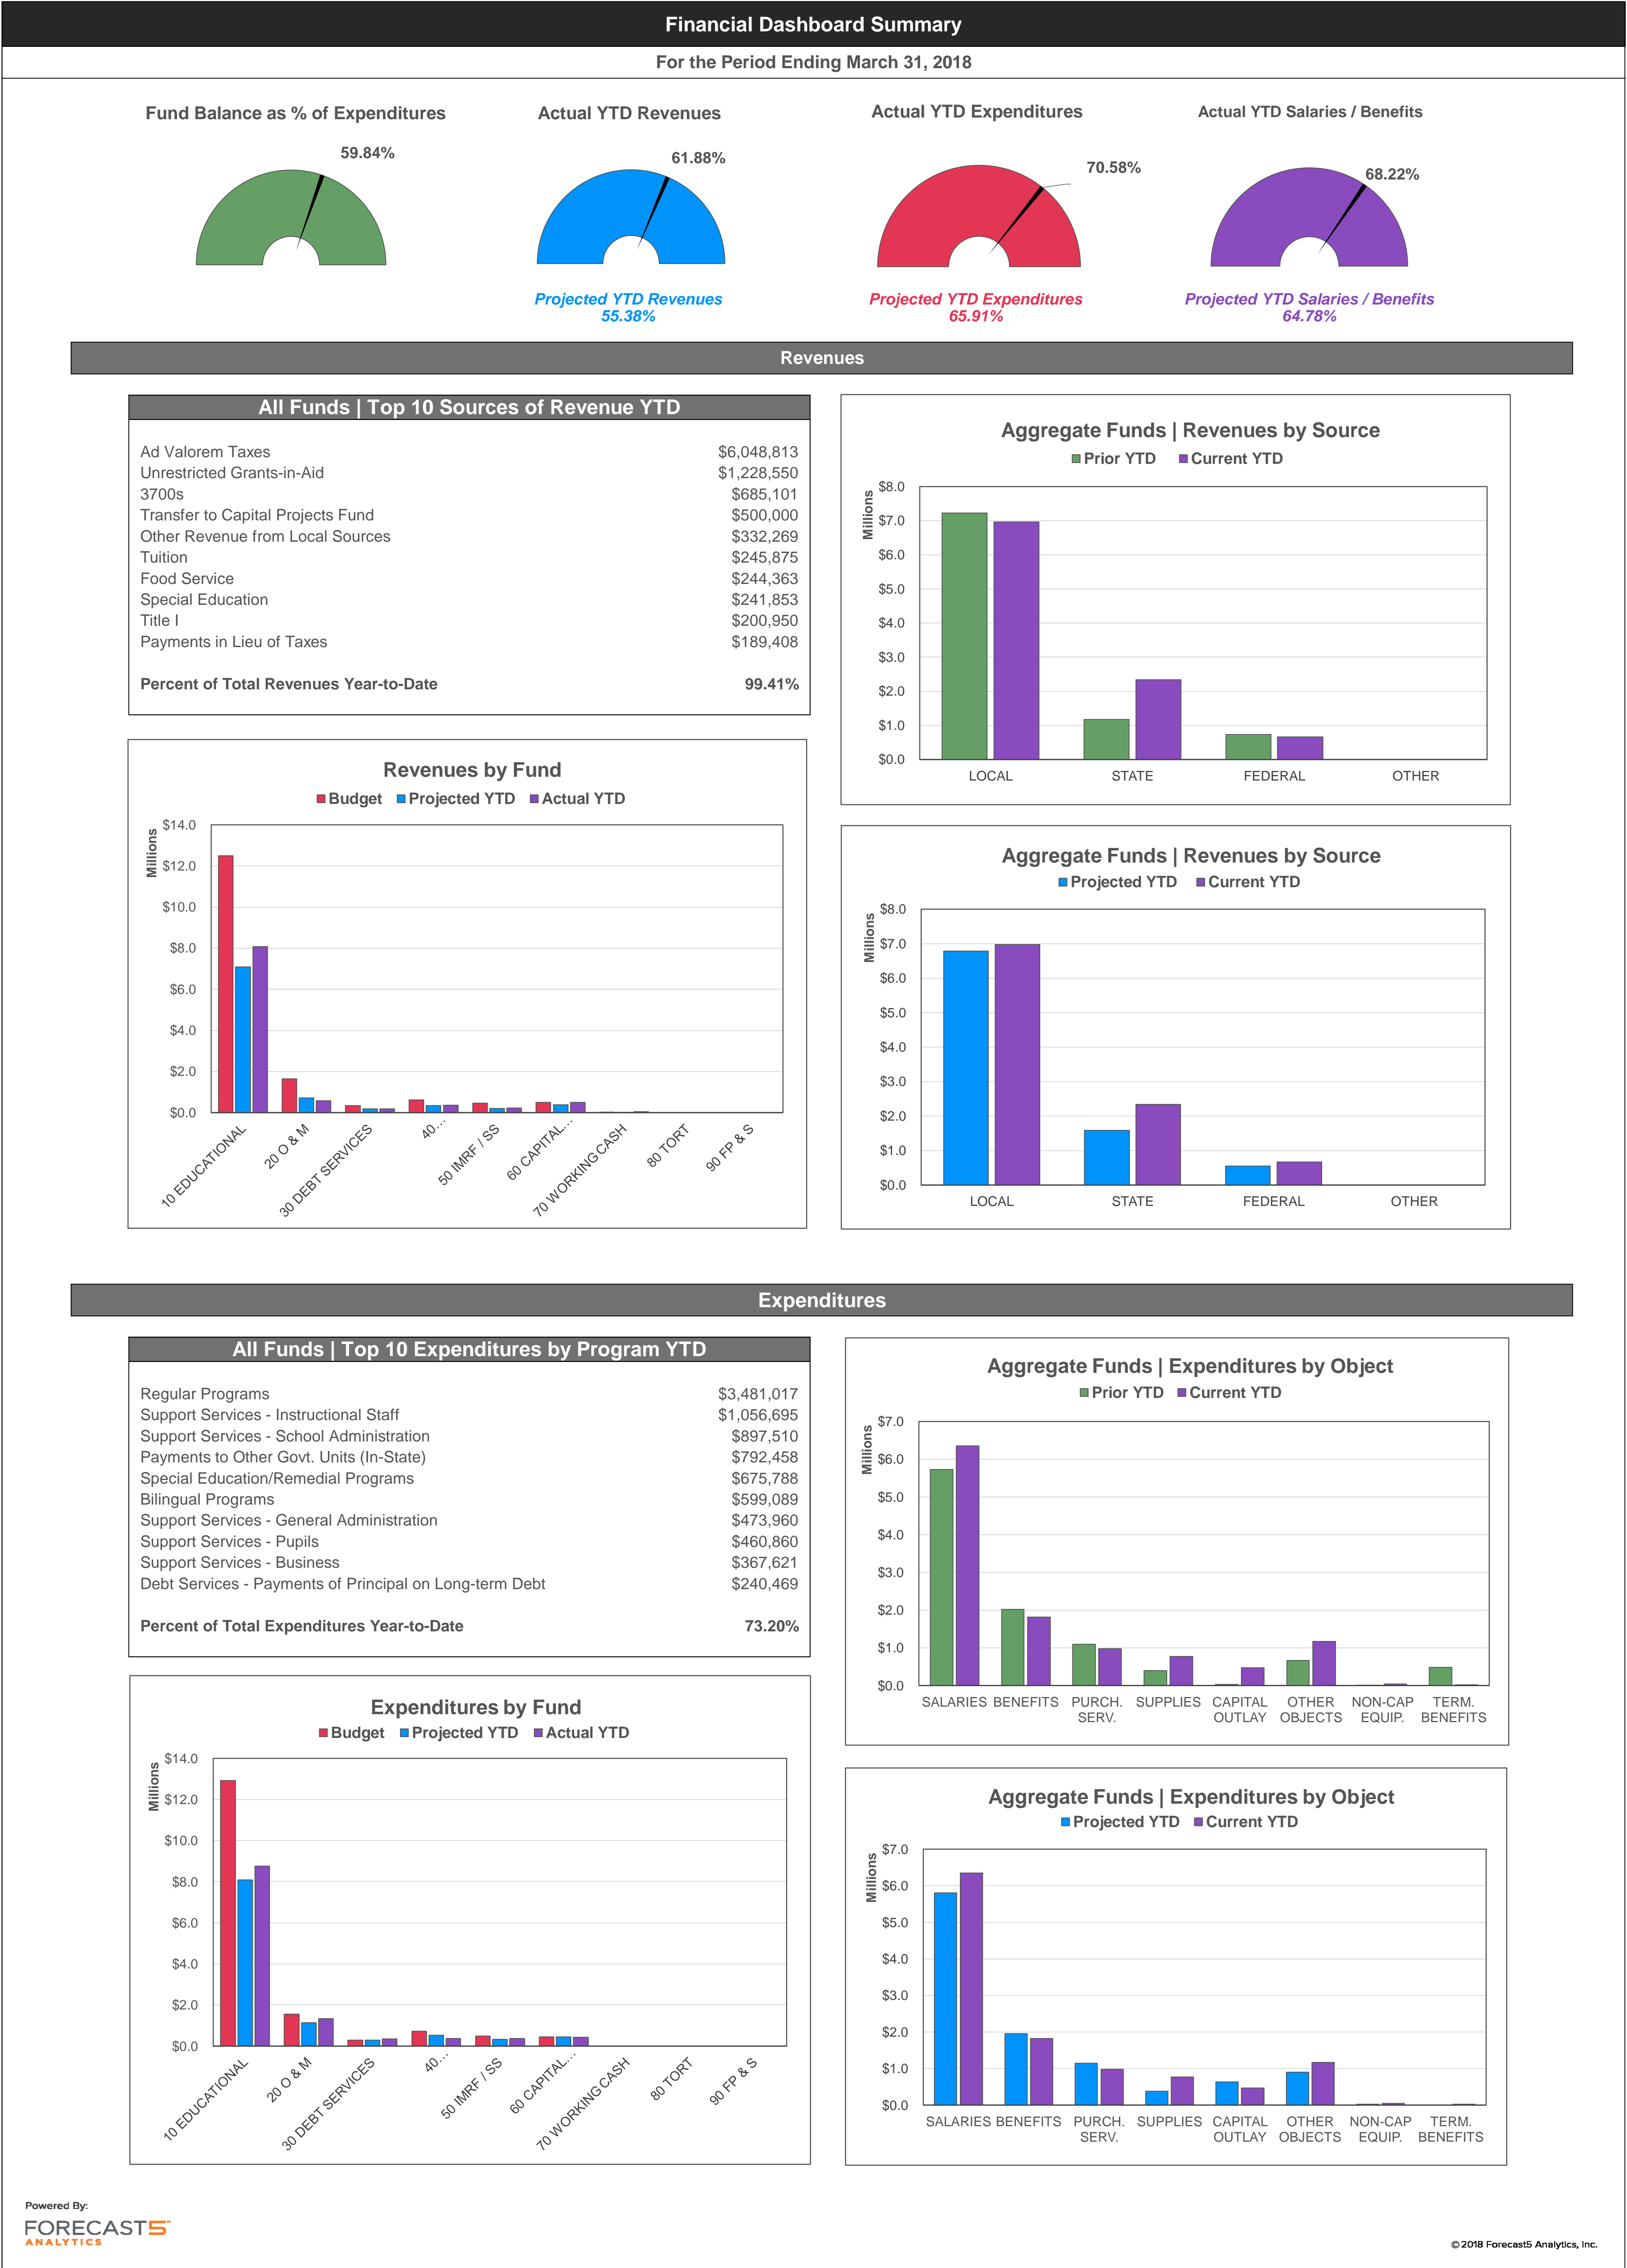 Financial Dashboard Summary
For the Period Ending March 31, 2018
Fund Balance as % of Expenditures
59.84%
Actual YTD Revenues
61.88%
Projected YTD Revenues
55.38%
Actual YTD Expenditures
70.58%
Projected YTD Expenditures
65.91%
Actual YTD Salaries / Benefits
68.22%
Projected YTD Salaries / Benefits
64.78%
Revenues
All Funds | Top 10 Sources of Revenue YTD
Ad Valorem Taxes $6,048,813
Unrestricted Grants-in-Aid $1,228,550
3700s $685,101
Transfer to Capital Projects Fund $500,000
Other Revenue from Local Sources $332,269
Tuition $245,875
Food Service $244,363
Special Education $241,853
Title I $200,950
Payments in Lieu of Taxes $189,408
Percent of Total Revenues Year-to-Date 99.41%
Aggregate Funds | Revenues by Source
Prior YTD Current YTD
Millions
$8.0
$7.0
$6.0
$5.0
$4.0
$3.0
$2.0
$1.0
$0.0
LOCAL STATE FEDERAL OTHER
Revenues by Fund
Budget Projected YTD Actual YTD
Millions
$14.0
$12.0
$10.0
$8.0
$6.0
$4.0
$2.0
$0.0
10 EDUCATIONAL
20 O & M
30 DEBT SERVICES
40…
50 IMRF / SS
60 CAPITAL…
70 WORKING CASH
80 TORT
90 FP & S
Aggregate Funds | Revenues by Source
Projected YTD Current YTD
Millions
$8.0
$7.0
$6.0
$5.0
$4.0
$3.0
$2.0
$1.0
$0.0
LOCAL STATE FEDERAL OTHER
Expenditures
All Funds | Top 10 Expenditures by Program YTD
Regular Programs $3,481,017
Support Services - Instructional Staff $1,056,695
Support Services - School Administration $897,510
Payments to Other Govt. Units (In-State) $792,458
Special Education/Remedial Programs $675,788
Bilingual Programs $599,089
Support Services - General Administration $473,960
Support Services - Pupils $460,860
Support Services - Business $367,621
Debt Services - Payments of Principal on Long-term Debt $240,469
Percent of Total Expenditures Year-to-Date 73.20%
Aggregate Funds | Expenditures by Object
Prior YTD Current YTD
Millions
$7.0
$6.0
$5.0
$4.0
$3.0
$2.0
$1.0
$0.0
SALARIES BENEFITS PURCH. SUPPLIES CAPITAL OTHER NON-CAP TERM.
SERV. OUTLAY OBJECTS EQUIP. BENEFITS
Expenditures by Fund
Budget Projected YTD Actual YTD
Millions
$14.0
$12.0
$10.0
$8.0
$6.0
$4.0
$2.0
$0.0
10 EDUCATIONAL
20 O & M
30 DEBT SERVICES
40…
50 IMRF / SS
60 CAPITAL…
70 WORKING CASH
80 TORT
90 FP & S
Aggregate Funds | Expenditures by Object
Projected YTD Current YTD
Millions
$7.0
$6.0
$5.0
$4.0
$3.0
$2.0
$1.0
$0.0
SALARIES BENEFITS PURCH. SUPPLIES CAPITAL OTHER NON-CAP TERM.
SERV. OUTLAY OBJECTS EQUIP. BENEFITS
Powered By:
FORECAST5™
ANALYTICS
©2018 Forecast5 Analytics, Inc.